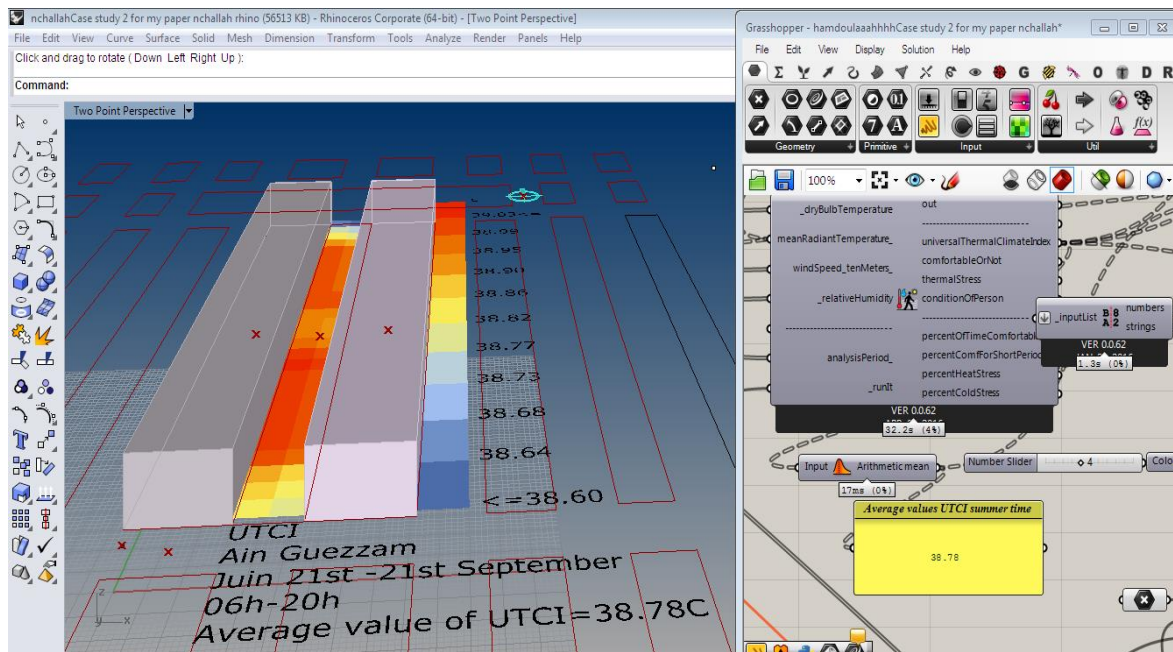 nchallahCase study 2 for my paper nchallah rhino (56513 KB) - Rhinoceros Corporate (64-bit) - [Two Point Perspective]
File Edit View Curve Surface Solid Mesh Dimension Transform Tools Analyze Render Panels Help
Click and drag to rotate ( Down Left Right Up ):
Command:
Two Point Perspective
38.95
38.90
38.86
38.82
38.77
38.73
38.68
38.64
<=38.60
UTCI
Ain Guezzam
Juin 21st -21st September
06h-20h
Average value of UTCI=38.78C
z
y x
Grasshopper - hamdoulaaahhhhCase study 2 for my paper nchallah*
File Edit View Display Solution Help
G O D R
Geometry Primitive Input Util
100%
_dryBulbTemperature
meanRadiantTemperature_
windSpeed_tenMeters_
_relativeHumidity
analysisPeriod_
_runIt
out
universalThermalClimateIndex
comfortableOrNot
thermalStress
conditionOfPerson
percentOfTimeComfortab
percentComfForShortPeriod
percentHeatStress
percentColdStress
VER 0.0.62
32.2s (4%)
_inputList
numbers
strings
VER 0.0.62
1.3s (0%)
Input Arithmetic mean
17ms (0%)
Number Slider 4
Colo
Average values UTCI summer time
38.78